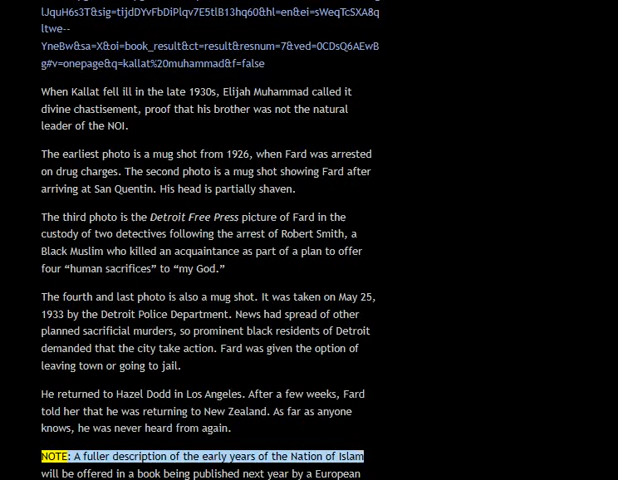 lJquH6s3T&sig=tijdDYvFbDiPlqv7E5tlB13hq60&hl=en&ei=sWeqTcSXA8q
ltwe--
YneBw&sa=X&oi=book_result&ct=result&resnum=7&ved=0CDsQ6AEwB
g#v=onepage&q=kallat%20muhammad&f=false
When Kallat fell ill in the late 1930s, Elijah Muhammad called it
divine chastisement, proof that his brother was not the natural
leader of the NOI.
The earliest photo is a mug shot from 1926, when Fard was arrested
on drug charges. The second photo is a mug shot showing Fard after
arriving at San Quentin. His head is partially shaven.
The third photo is the Detroit Free Press picture of Fard in the
custody of two detectives following the arrest of Robert Smith, a
Black Muslim who killed an acquaintance as part of a plan to offer
four “human sacrifices” to “my God.”
The fourth and last photo is also a mug shot. It was taken on May 25,
1933 by the Detroit Police Department. News had spread of other
planned sacrificial murders, so prominent black residents of Detroit
demanded that the city take action. Fard was given the option of
leaving town or going to jail.
He returned to Hazel Dodd in Los Angeles. After a few weeks, Fard
told her that he was returning to New Zealand. As far as anyone
knows, he was never heard from again.
NOTE: A fuller description of the early years of the Nation of Islam
will be offered in a book being published next year by a European